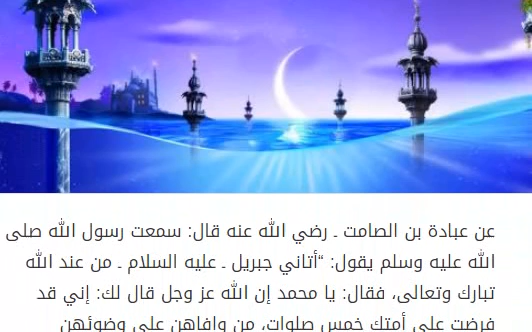 عن عبادة بن الصامت ـ رضي الله عنه قال: سمعت رسول الله صلى
الله عليه وسلم يقول: “أتاني جبريل ـ عليه السلام ـ من عند الله
تبارك وتعالى، فقال: يا محمد إن الله عز وجل قال لك: إني قد
فرضت على أمتك خمس صلوات، من وافاهن على وضوئهن